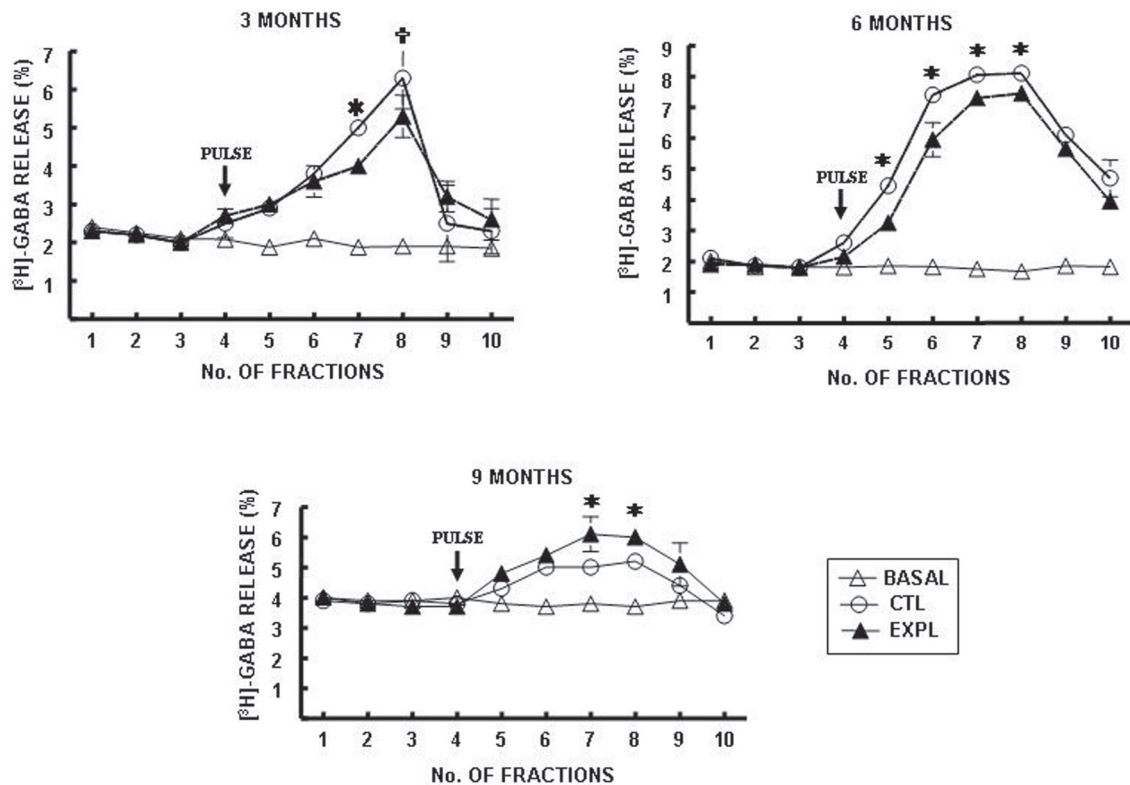 3 MONTHS
[³H]-GABA RELEASE (%)
7
6
5
4
3
2
1
PULSE
*
✞
1 2 3 4 5 6 7 8 9 10
No. OF FRACTIONS
6 MONTHS
[³H]-GABA RELEASE (%)
9
8
7
6
5
4
3
2
1
PULSE
* * * *
1 2 3 4 5 6 7 8 9 10
No. OF FRACTIONS
9 MONTHS
[³H]-GABA RELEASE (%)
7
6
5
4
3
2
1
PULSE
* *
1 2 3 4 5 6 7 8 9 10
No. OF FRACTIONS
BASAL
CTL
EXPL